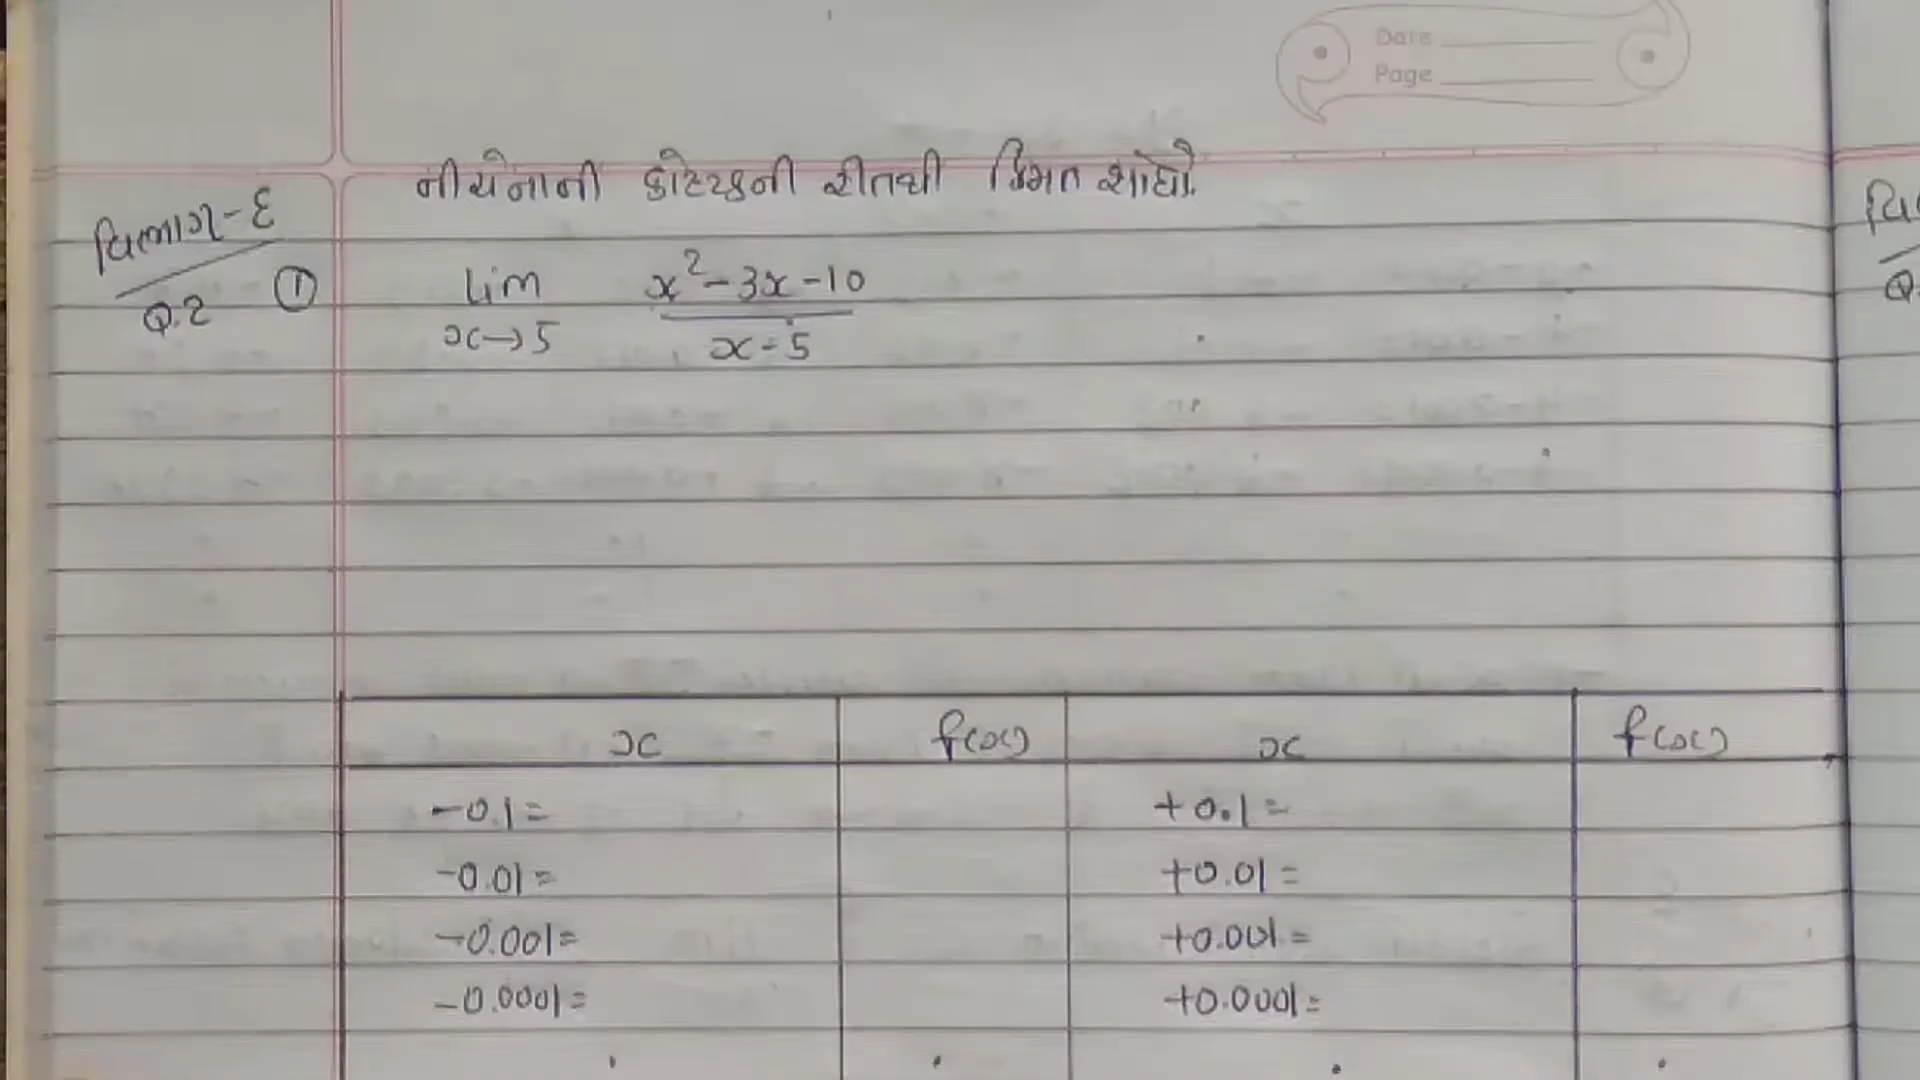 Date
Page
નીચેનાની કોષ્ટકની રીતથી કિંમત શોધો.
વિભાગ-E
Q.2 ① lim x²-3x-10
x→5 x-5
x f(x) x f(x)
-0.1= +0.1=
-0.01= +0.01=
-0.001= +0.001=
-0.0001= +0.0001=